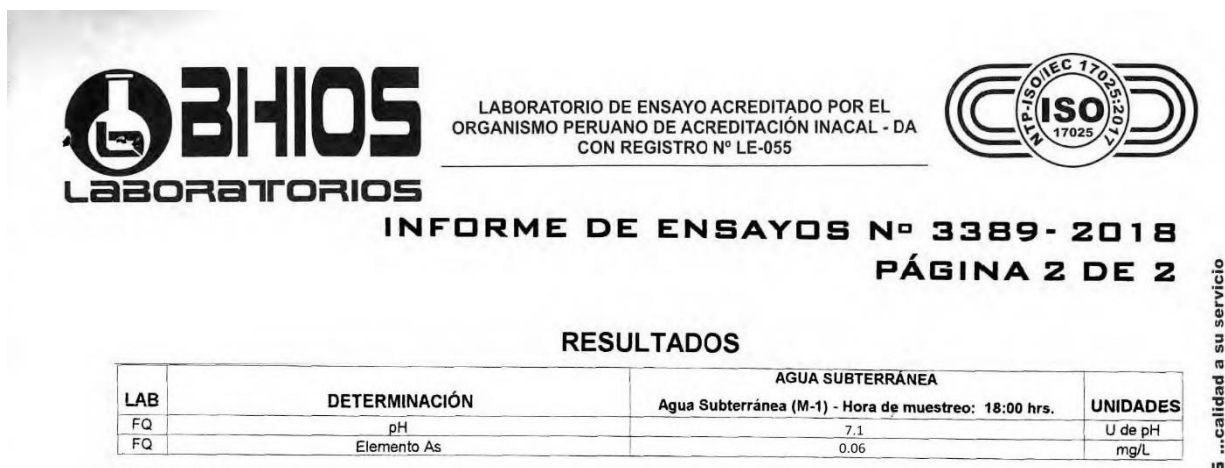 BHIOS
LABORATORIOS
LABORATORIO DE ENSAYO ACREDITADO POR EL
ORGANISMO PERUANO DE ACREDITACIÓN INACAL - DA
CON REGISTRO Nº LE-055
NTP-ISO/IEC 17025:2017
ISO
17025
INFORME DE ENSAYOS Nº 3389-2018
PÁGINA 2 DE 2
RESULTADOS
LAB DETERMINACIÓN AGUA SUBTERRÁNEA Agua Subterránea (M-1) - Hora de muestreo: 18:00 hrs. UNIDADES
FQ pH 7.1 U de pH
FQ Elemento As 0.06 mg/L
...calidad a su servicio